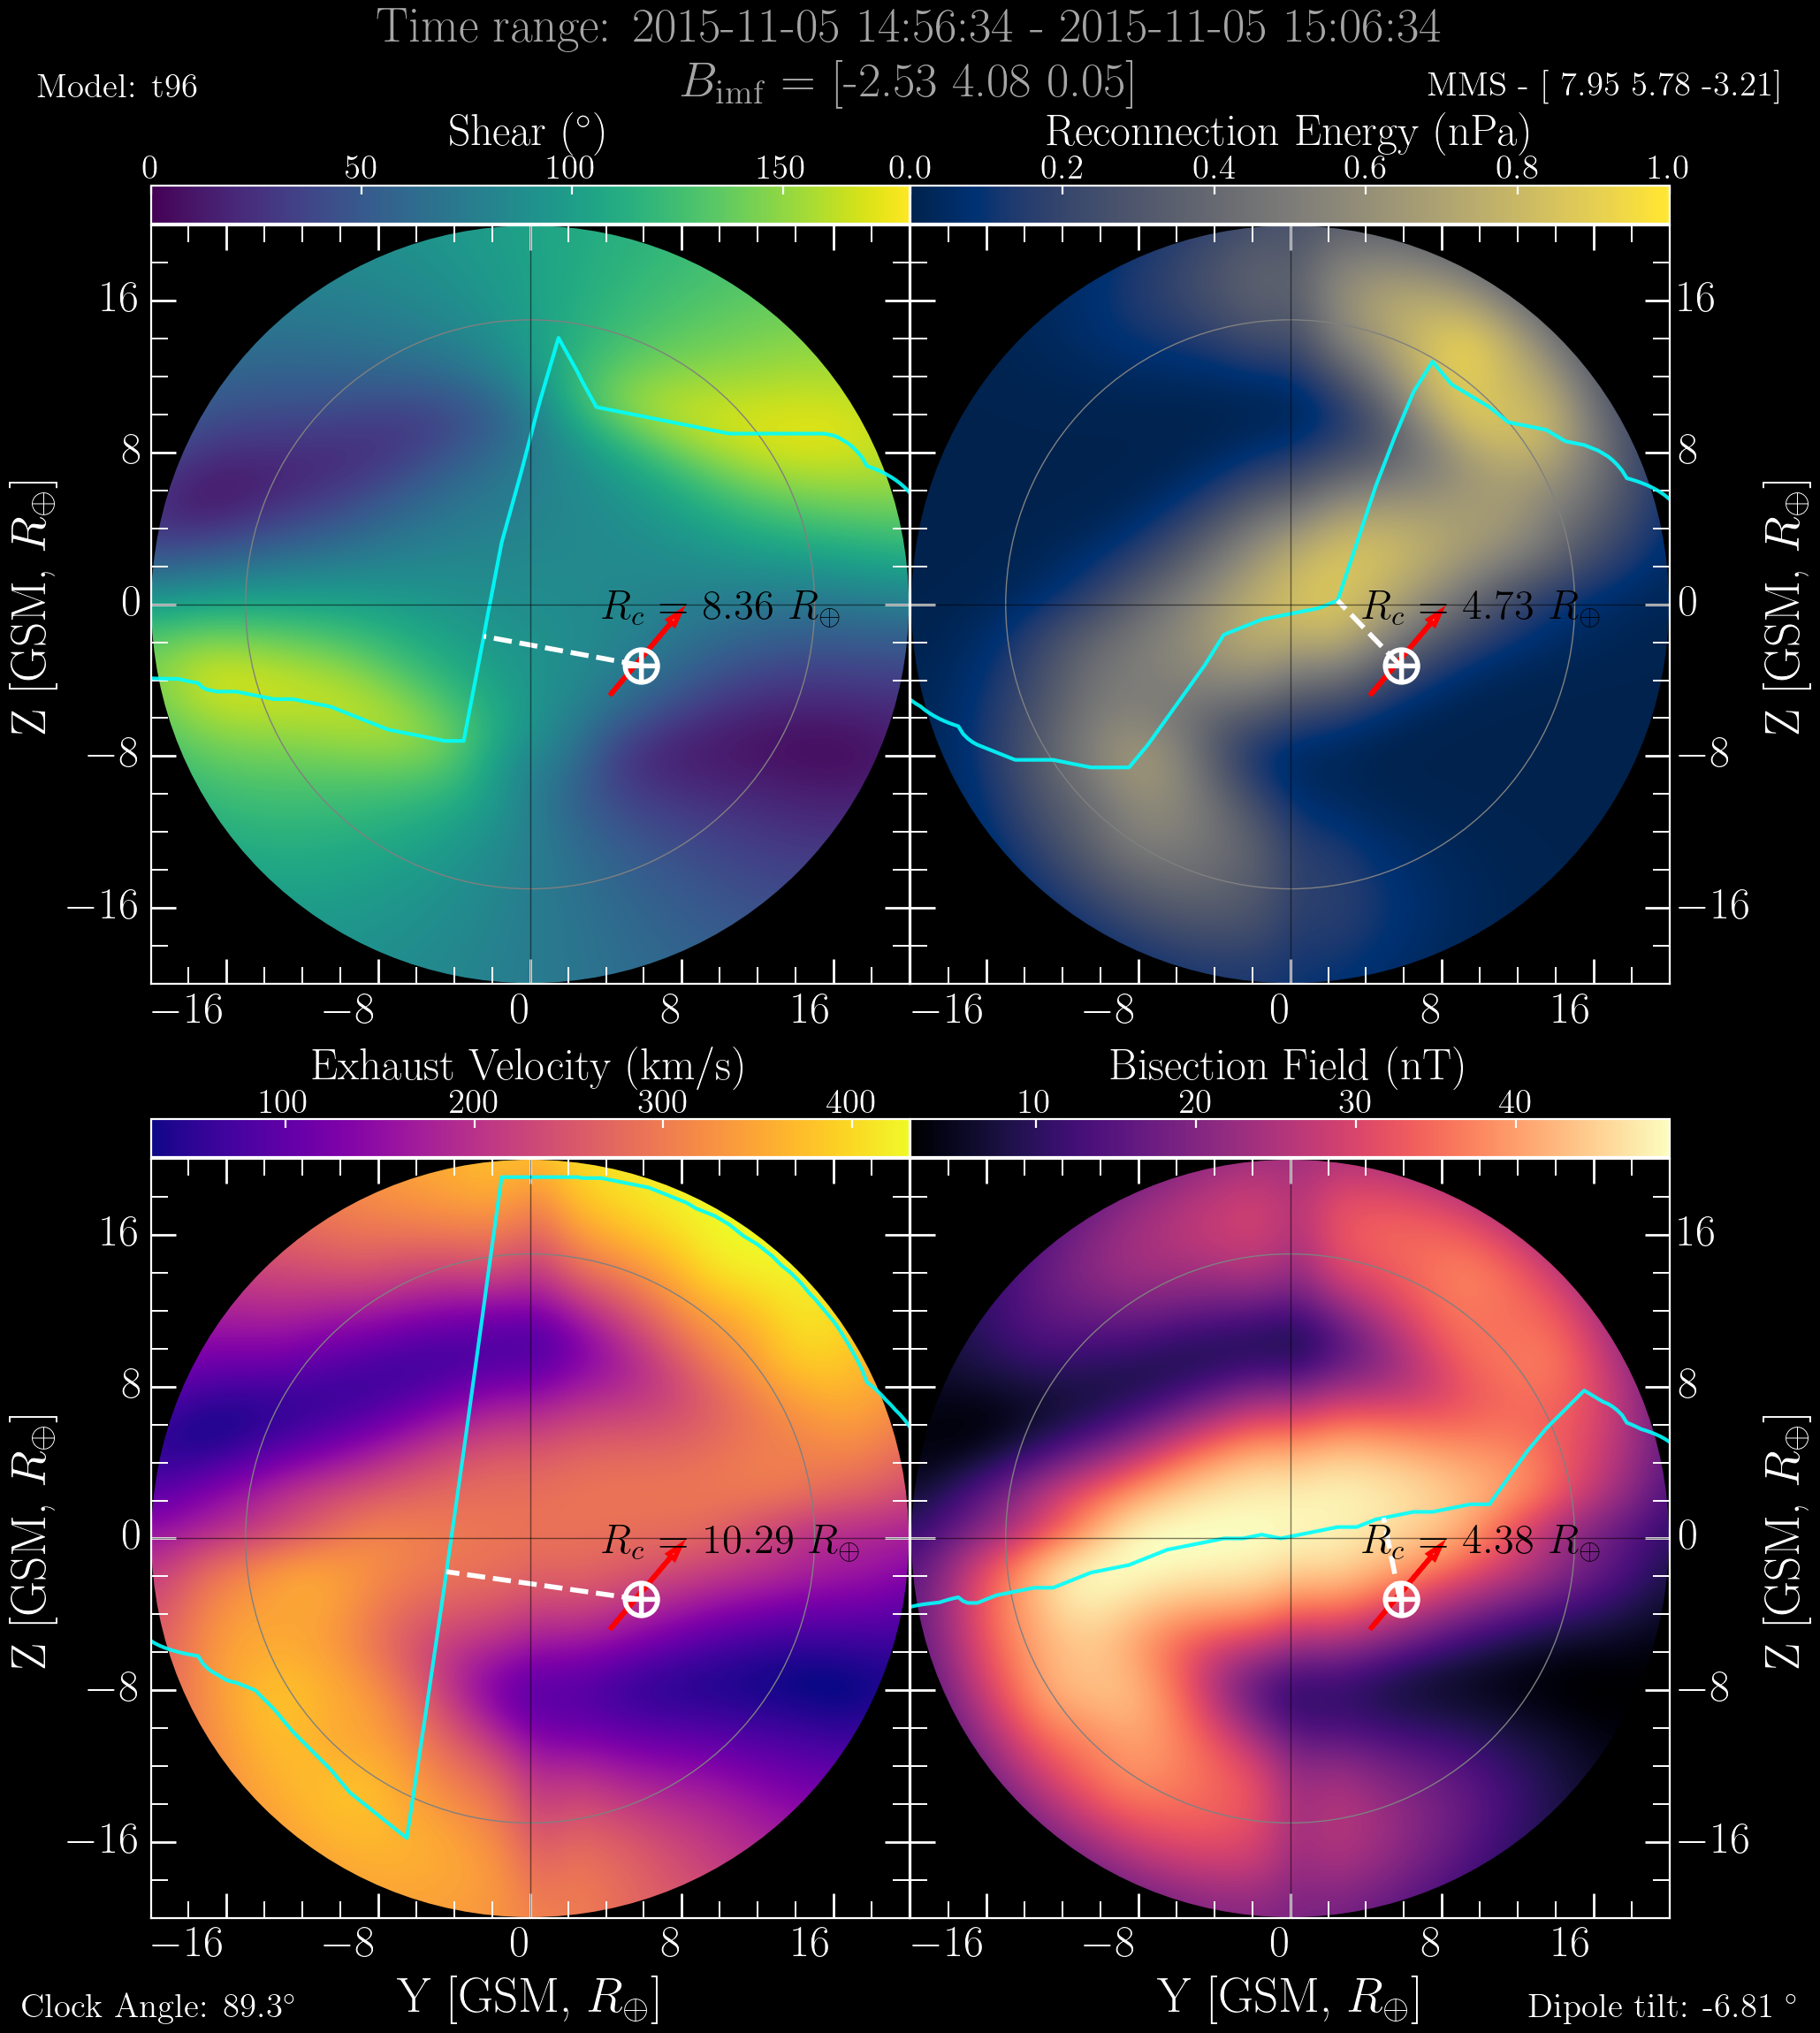 Time range: 2015-11-05 14:56:34 - 2015-11-05 15:06:34
Model: t96
B_imf = [-2.53 4.08 0.05]
MMS - [ 7.95 5.78 -3.21]
Shear (°)
0 50 100 150
Reconnection Energy (nPa)
0.0 0.2 0.4 0.6 0.8 1.0
Z [GSM, R⊕]
16
8
0
−8
−16
R_c = 8.36 R⊕
−16 −8 0 8 16
R_c = 4.73 R⊕
−16 −8 0 8 16
16
8
0
−8
−16
Z [GSM, R⊕]
Exhaust Velocity (km/s)
100 200 300 400
Bisection Field (nT)
10 20 30 40
Z [GSM, R⊕]
16
8
0
−8
−16
R_c = 10.29 R⊕
−16 −8 0 8 16
Y [GSM, R⊕]
R_c = 4.38 R⊕
−16 −8 0 8 16
Y [GSM, R⊕]
16
8
0
−8
−16
Z [GSM, R⊕]
Clock Angle: 89.3°
Dipole tilt: -6.81 °